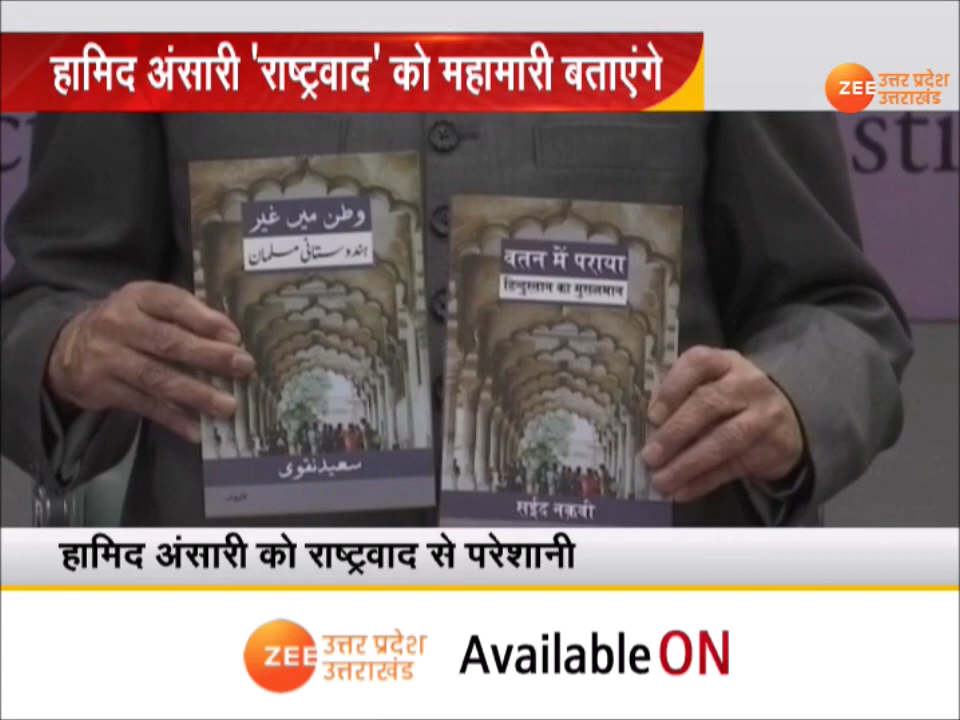 हामिद अंसारी 'राष्ट्रवाद' को महामारी बताएंगे
ZEE उत्तर प्रदेश
उत्तराखंड
sti
وطن میں غیر
ہندوستانی مسلمان
سعید نقوی
वतन में पराया
हिन्दुस्तान का मुसलमान
सईद नक़वी
हामिद अंसारी को राष्ट्रवाद से परेशानी
ZEE उत्तर प्रदेश
उत्तराखंड
Available ON